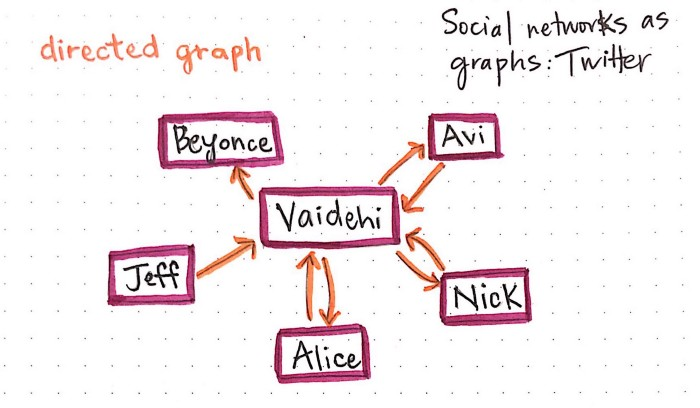 directed graph
Social networks as
graphs: Twitter
Beyonce
Avi
Vaidehi
Jeff
Nick
Alice